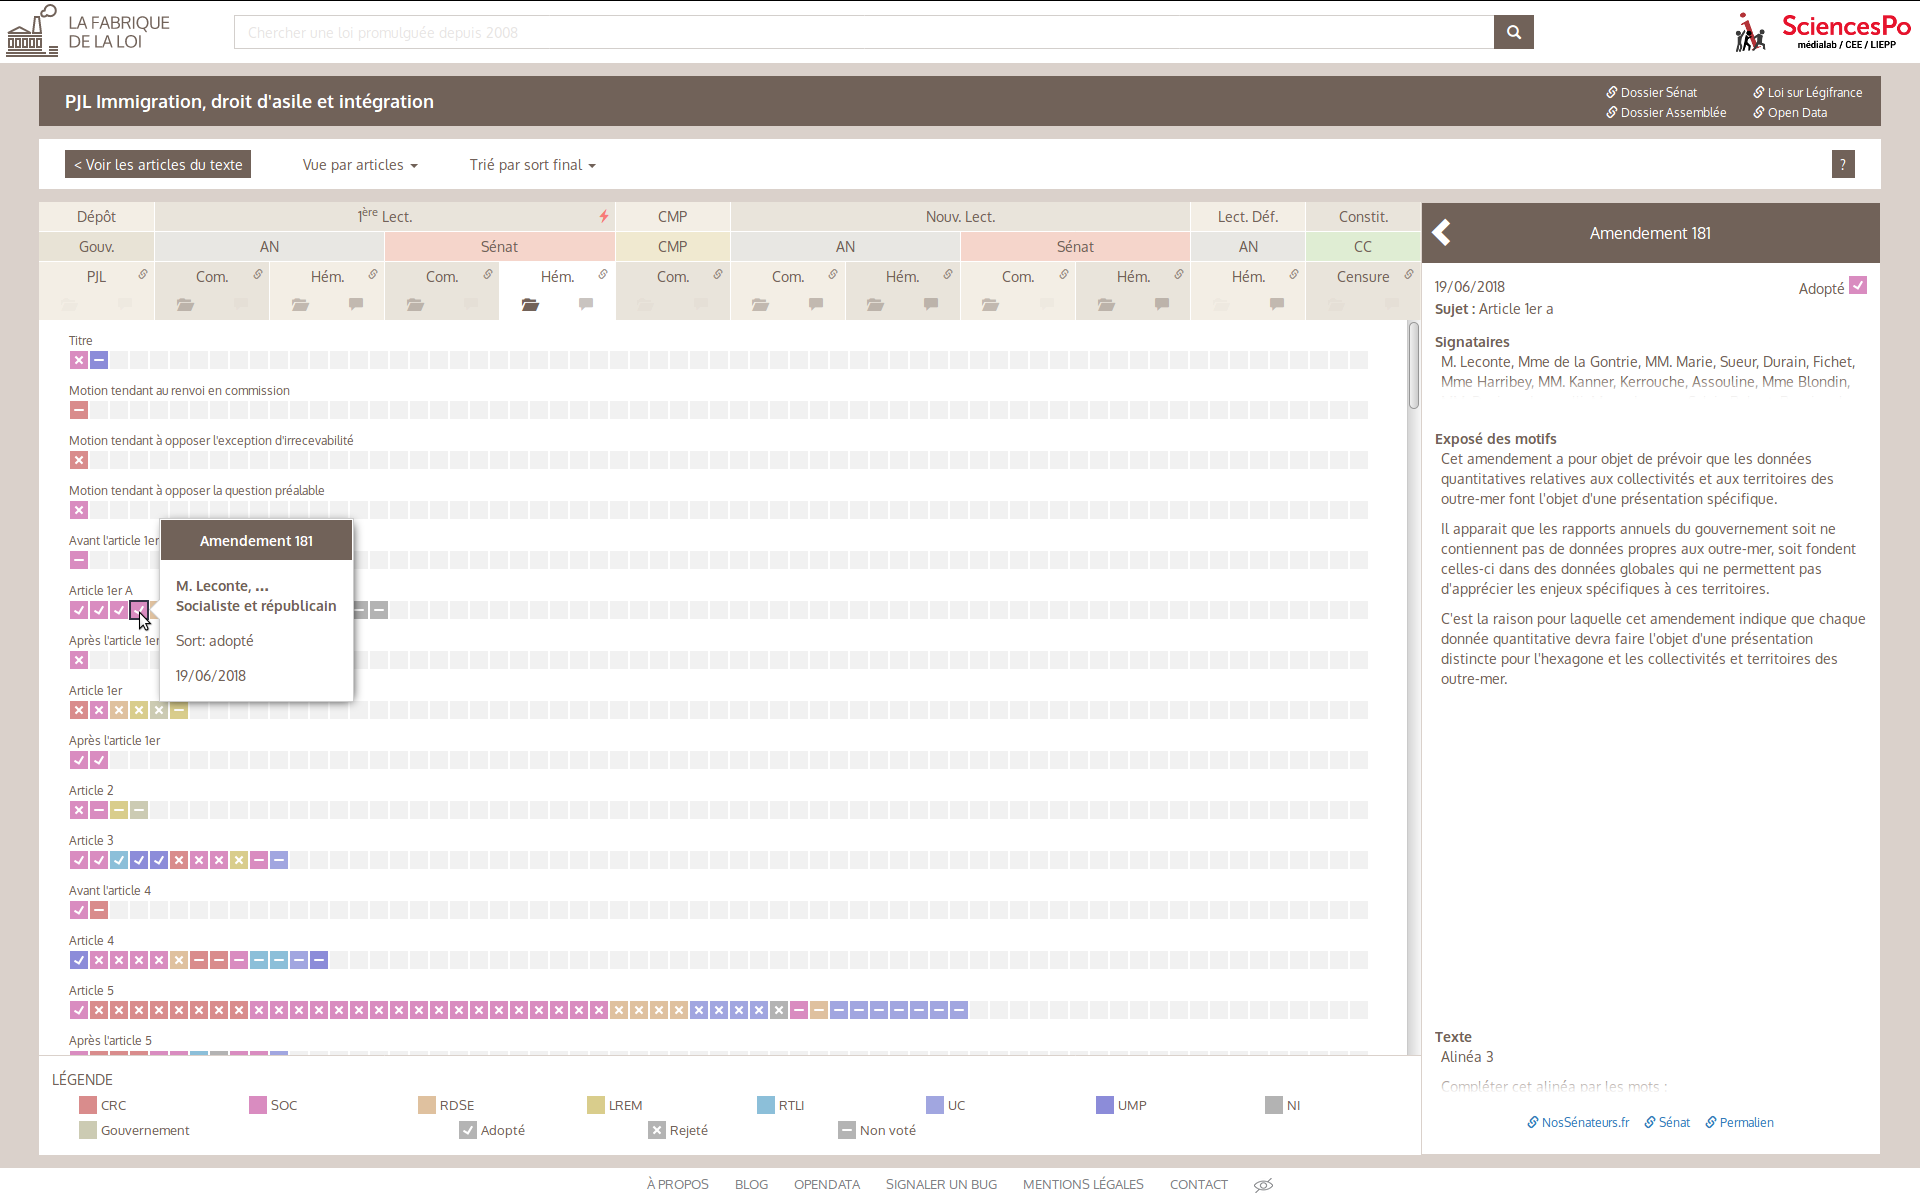 LA FABRIQUE
DE LA LOI
Chercher une loi promulguée depuis 2008
SciencesPo
médialab / CEE / LIEPP
PJL Immigration, droit d'asile et intégration
Dossier Sénat
Loi sur Légifrance
Dossier Assemblée
Open Data
< Voir les articles du texte
Vue par articles
Trié par sort final
?
Dépôt
1ère Lect.
CMP
Nouv. Lect.
Lect. Déf.
Constit.
Gouv.
AN
Sénat
CMP
AN
Sénat
AN
CC
PJL
Com.
Hém.
Com.
Hém.
Com.
Com.
Hém.
Com.
Hém.
Hém.
Censure
Titre
Motion tendant au renvoi en commission
Motion tendant à opposer l'exception d'irrecevabilité
Motion tendant à opposer la question préalable
Avant l'article 1er
Article 1er A
Après l'article 1er
Article 1er
Après l'article 1er
Article 2
Article 3
Avant l'article 4
Article 4
Article 5
Après l'article 5
Amendement 181
M. Leconte, ...
Socialiste et républicain
Sort: adopté
19/06/2018
LÉGENDE
CRC
SOC
RDSE
LREM
RTLI
UC
UMP
NI
Gouvernement
Adopté
Rejeté
Non voté
Amendement 181
19/06/2018
Adopté
Sujet : Article 1er a
Signataires
M. Leconte, Mme de la Gontrie, MM. Marie, Sueur, Durain, Fichet,
Mme Harribey, MM. Kanner, Kerrouche, Assouline, Mme Blondin,
Exposé des motifs
Cet amendement a pour objet de prévoir que les données
quantitatives relatives aux collectivités et aux territoires des
outre-mer font l'objet d'une présentation spécifique.
Il apparait que les rapports annuels du gouvernement soit ne
contiennent pas de données propres aux outre-mer, soit fondent
celles-ci dans des données globales qui ne permettent pas
d'apprécier les enjeux spécifiques à ces territoires.
C'est la raison pour laquelle cet amendement indique que chaque
donnée quantitative devra faire l'objet d'une présentation
distincte pour l'hexagone et les collectivités et territoires des
outre-mer.
Texte
Alinéa 3
Compléter cet alinéa par les mots :
NosSénateurs.fr
Sénat
Permalien
À PROPOS
BLOG
OPENDATA
SIGNALER UN BUG
MENTIONS LÉGALES
CONTACT